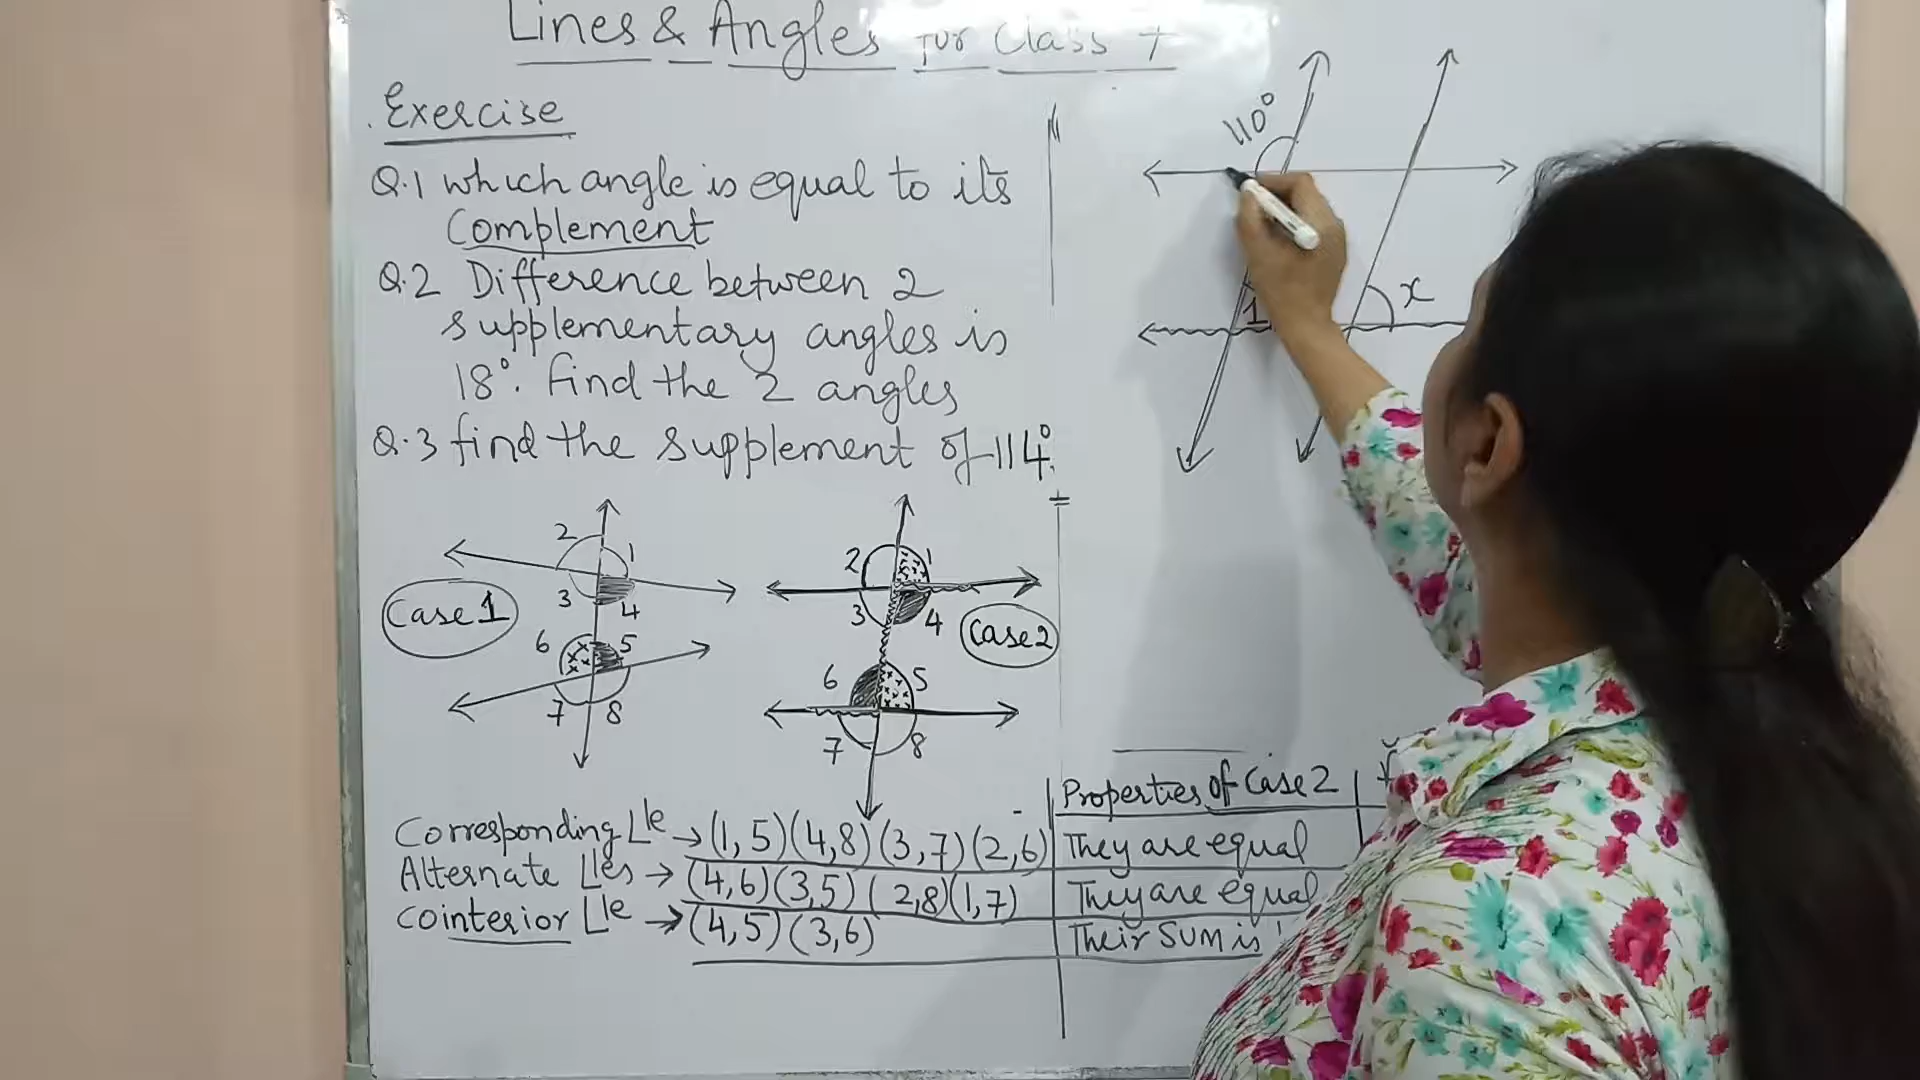 Lines & Angles for Class 7
Exercise
Q.1 which angle is equal to its
Complement
Q.2 Difference between 2
supplementary angles is
18°. find the 2 angles
Q.3 find the supplement of 114°.
110°
1
x
2
1
3
4
6
5
7
8
Case 1
2
1
3
4
6
5
7
8
Case 2
Properties of Case 2
Corresponding Lle → (1,5)(4,8)(3,7)(2,6) They are equal
Alternate Lles → (4,6)(3,5)(2,8)(1,7) They are equal
Cointerior Lle → (4,5)(3,6) Their SUM is